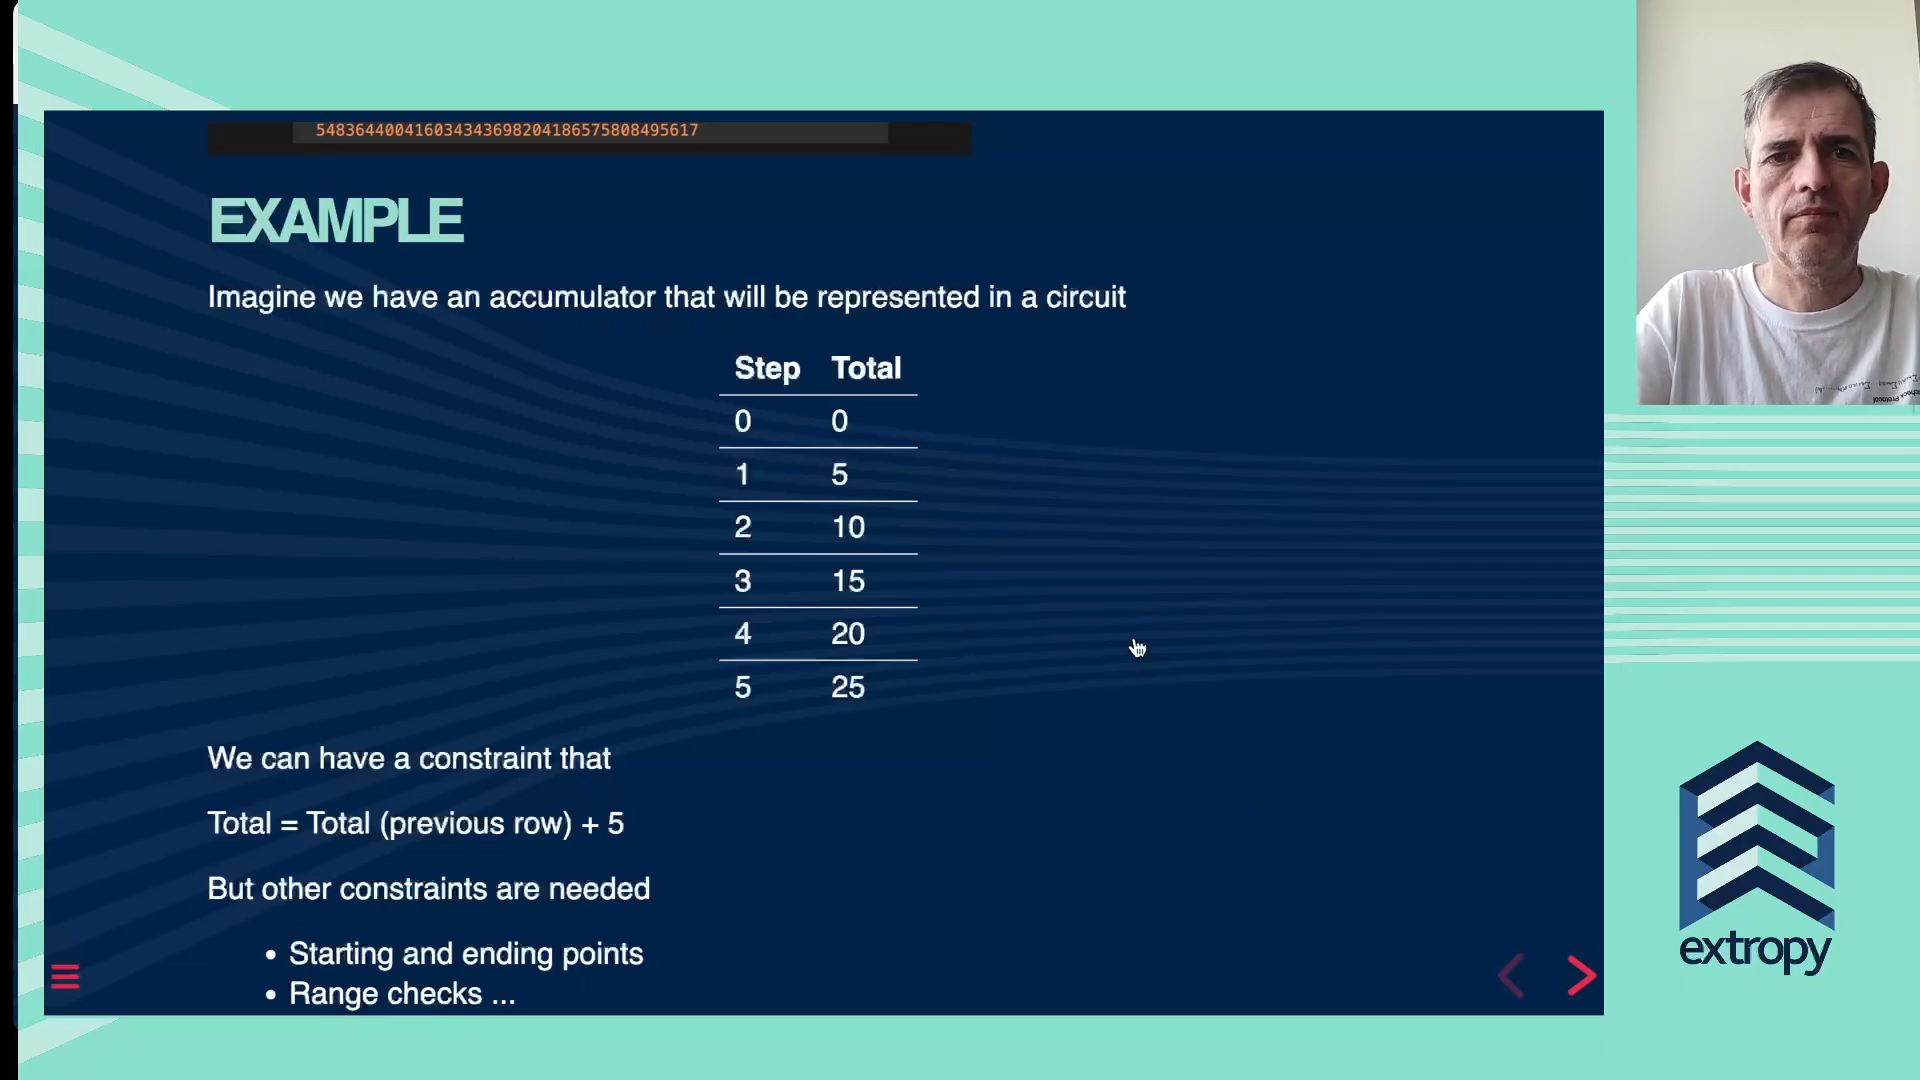 54836440041603434369820418657580849561​7
EXAMPLE
Imagine we have an accumulator that will be represented in a circuit
Step Total
0 0
1 5
2 10
3 15
4 20
5 25
We can have a constraint that
Total = Total (previous row) + 5
But other constraints are needed
• Starting and ending points
• Range checks ...
extropy